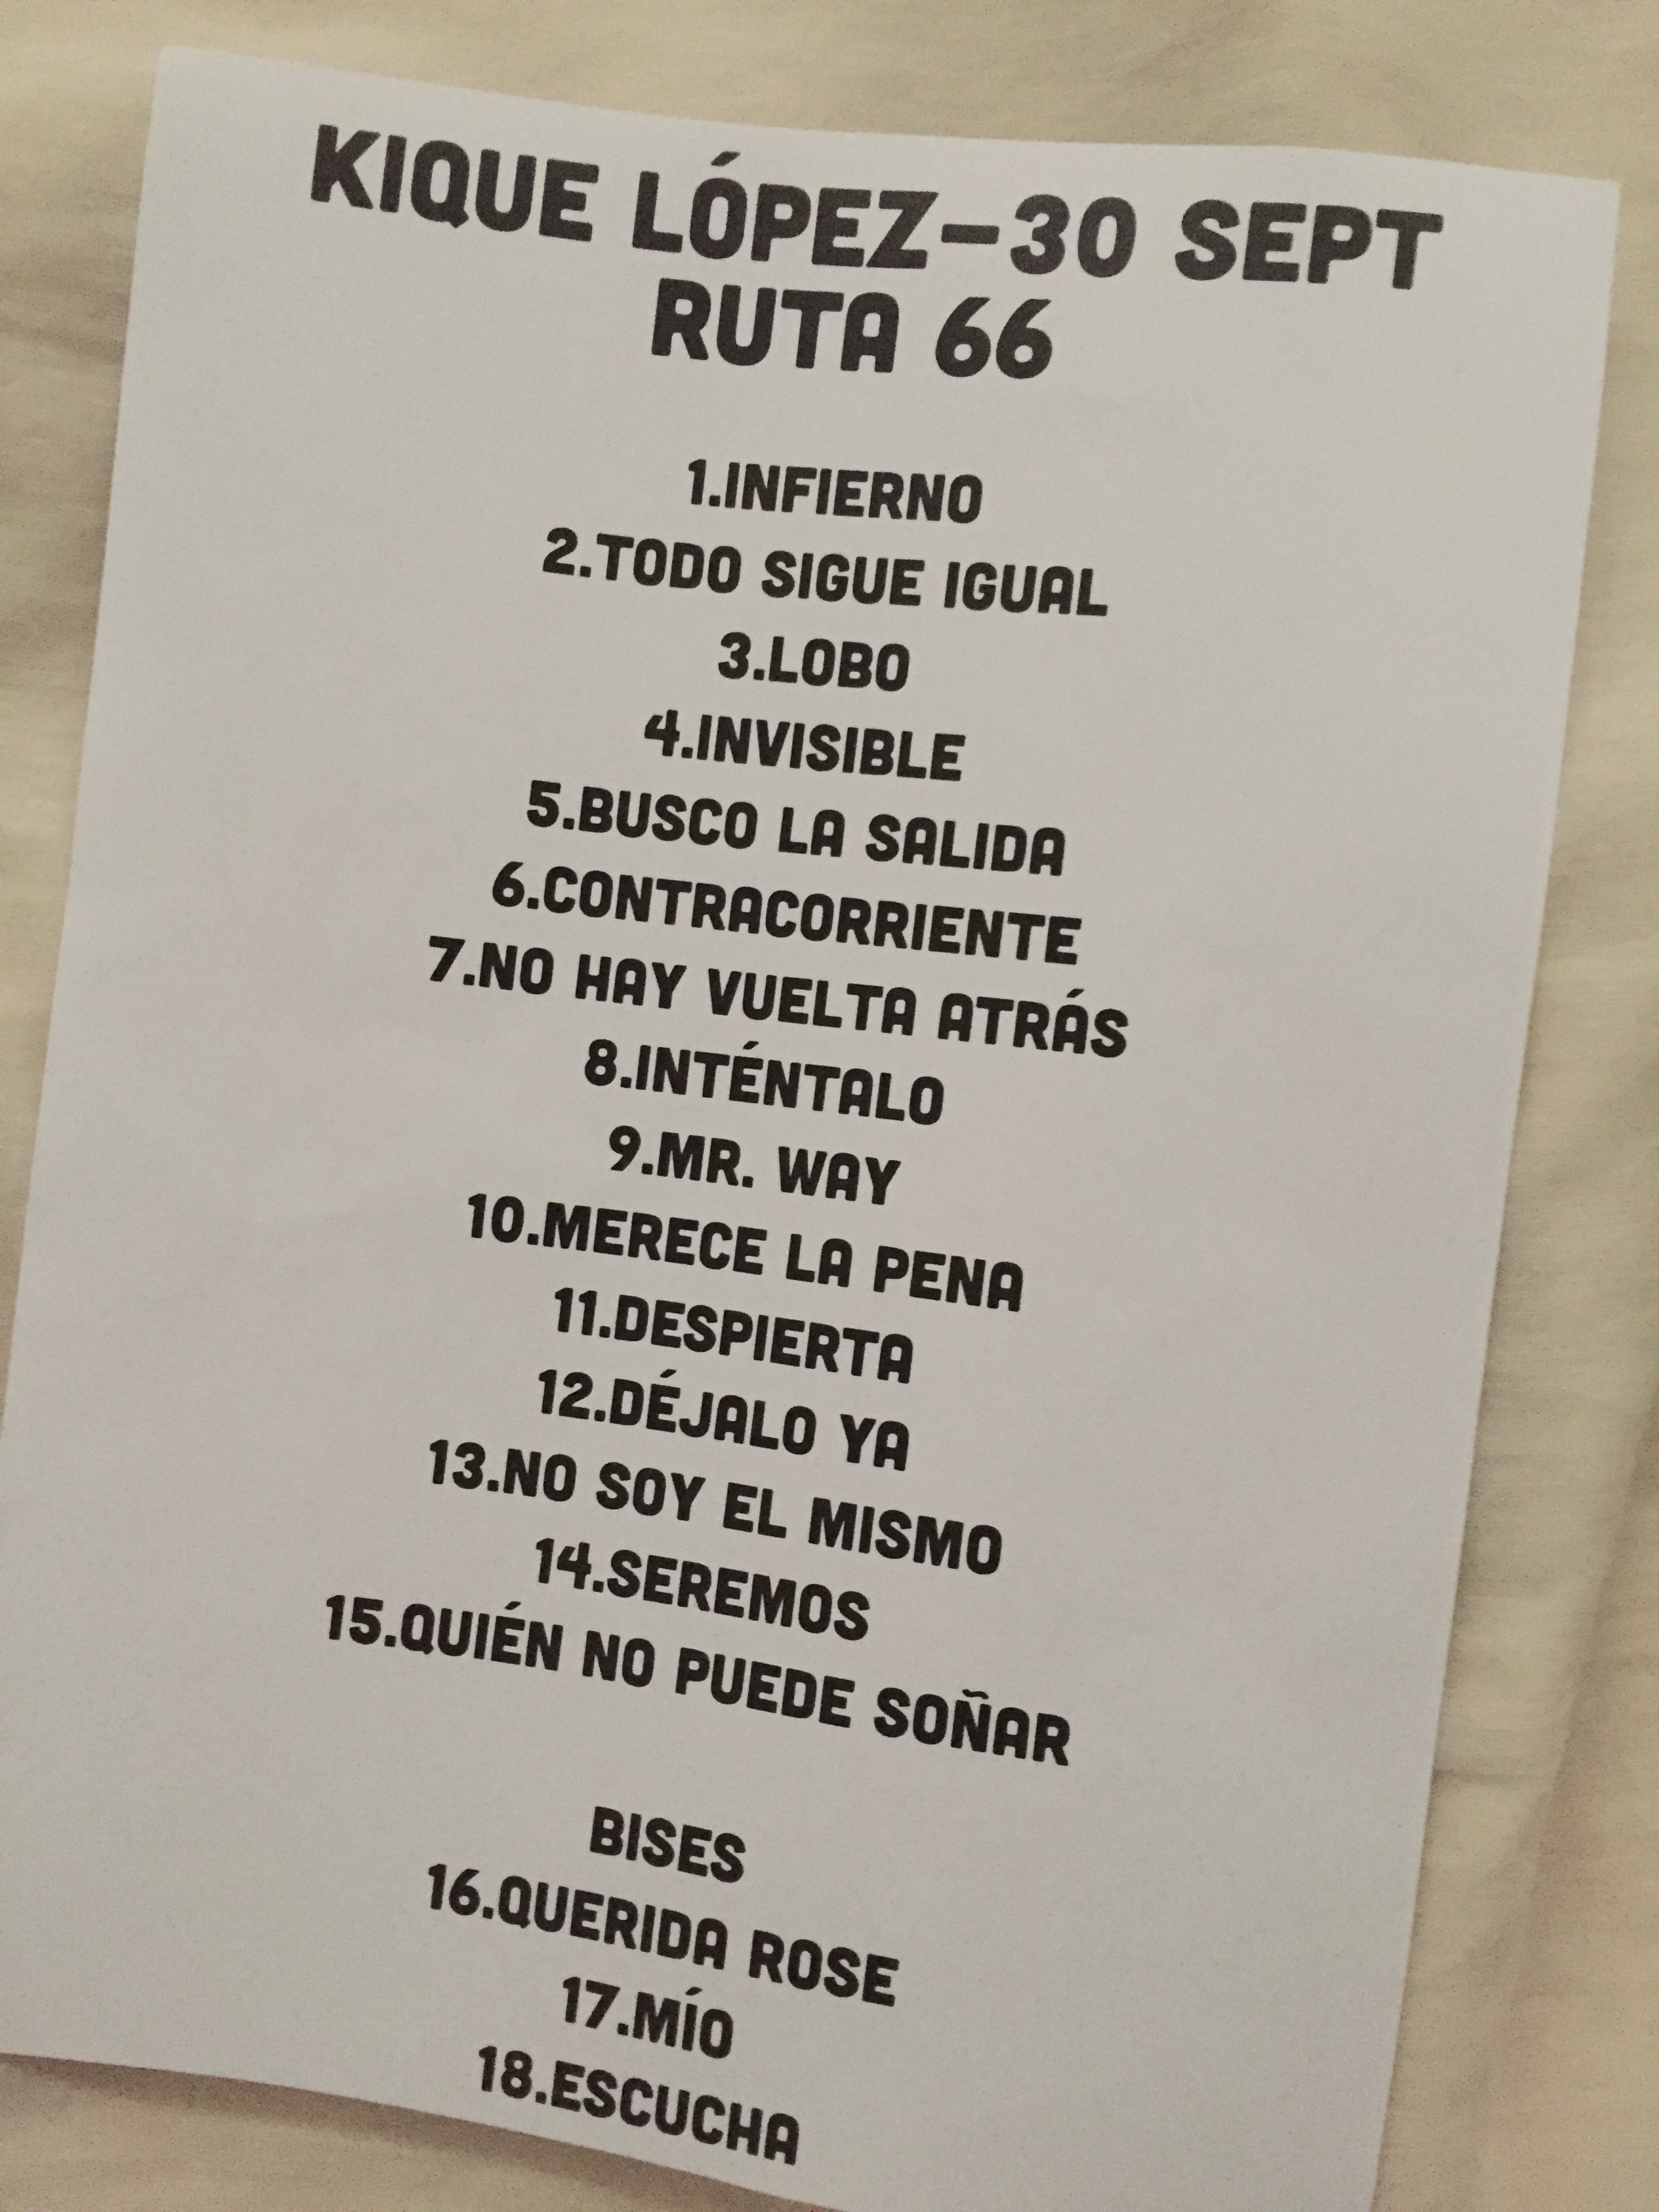 KIQUE LÓPEZ-30 SEPT
RUTA 66
1.INFIERNO
2.TODO SIGUE IGUAL
3.LOBO
4.INVISIBLE
5.BUSCO LA SALIDA
6.CONTRACORRIENTE
7.NO HAY VUELTA ATRÁS
8.INTÉNTALO
9.MR. WAY
10.MERECE LA PENA
11.DESPIERTA
12.DÉJALO YA
13.NO SOY EL MISMO
14.SEREMOS
15.QUIÉN NO PUEDE SOÑAR
BISES
16.QUERIDA ROSE
17.MÍO
18.ESCUCHA